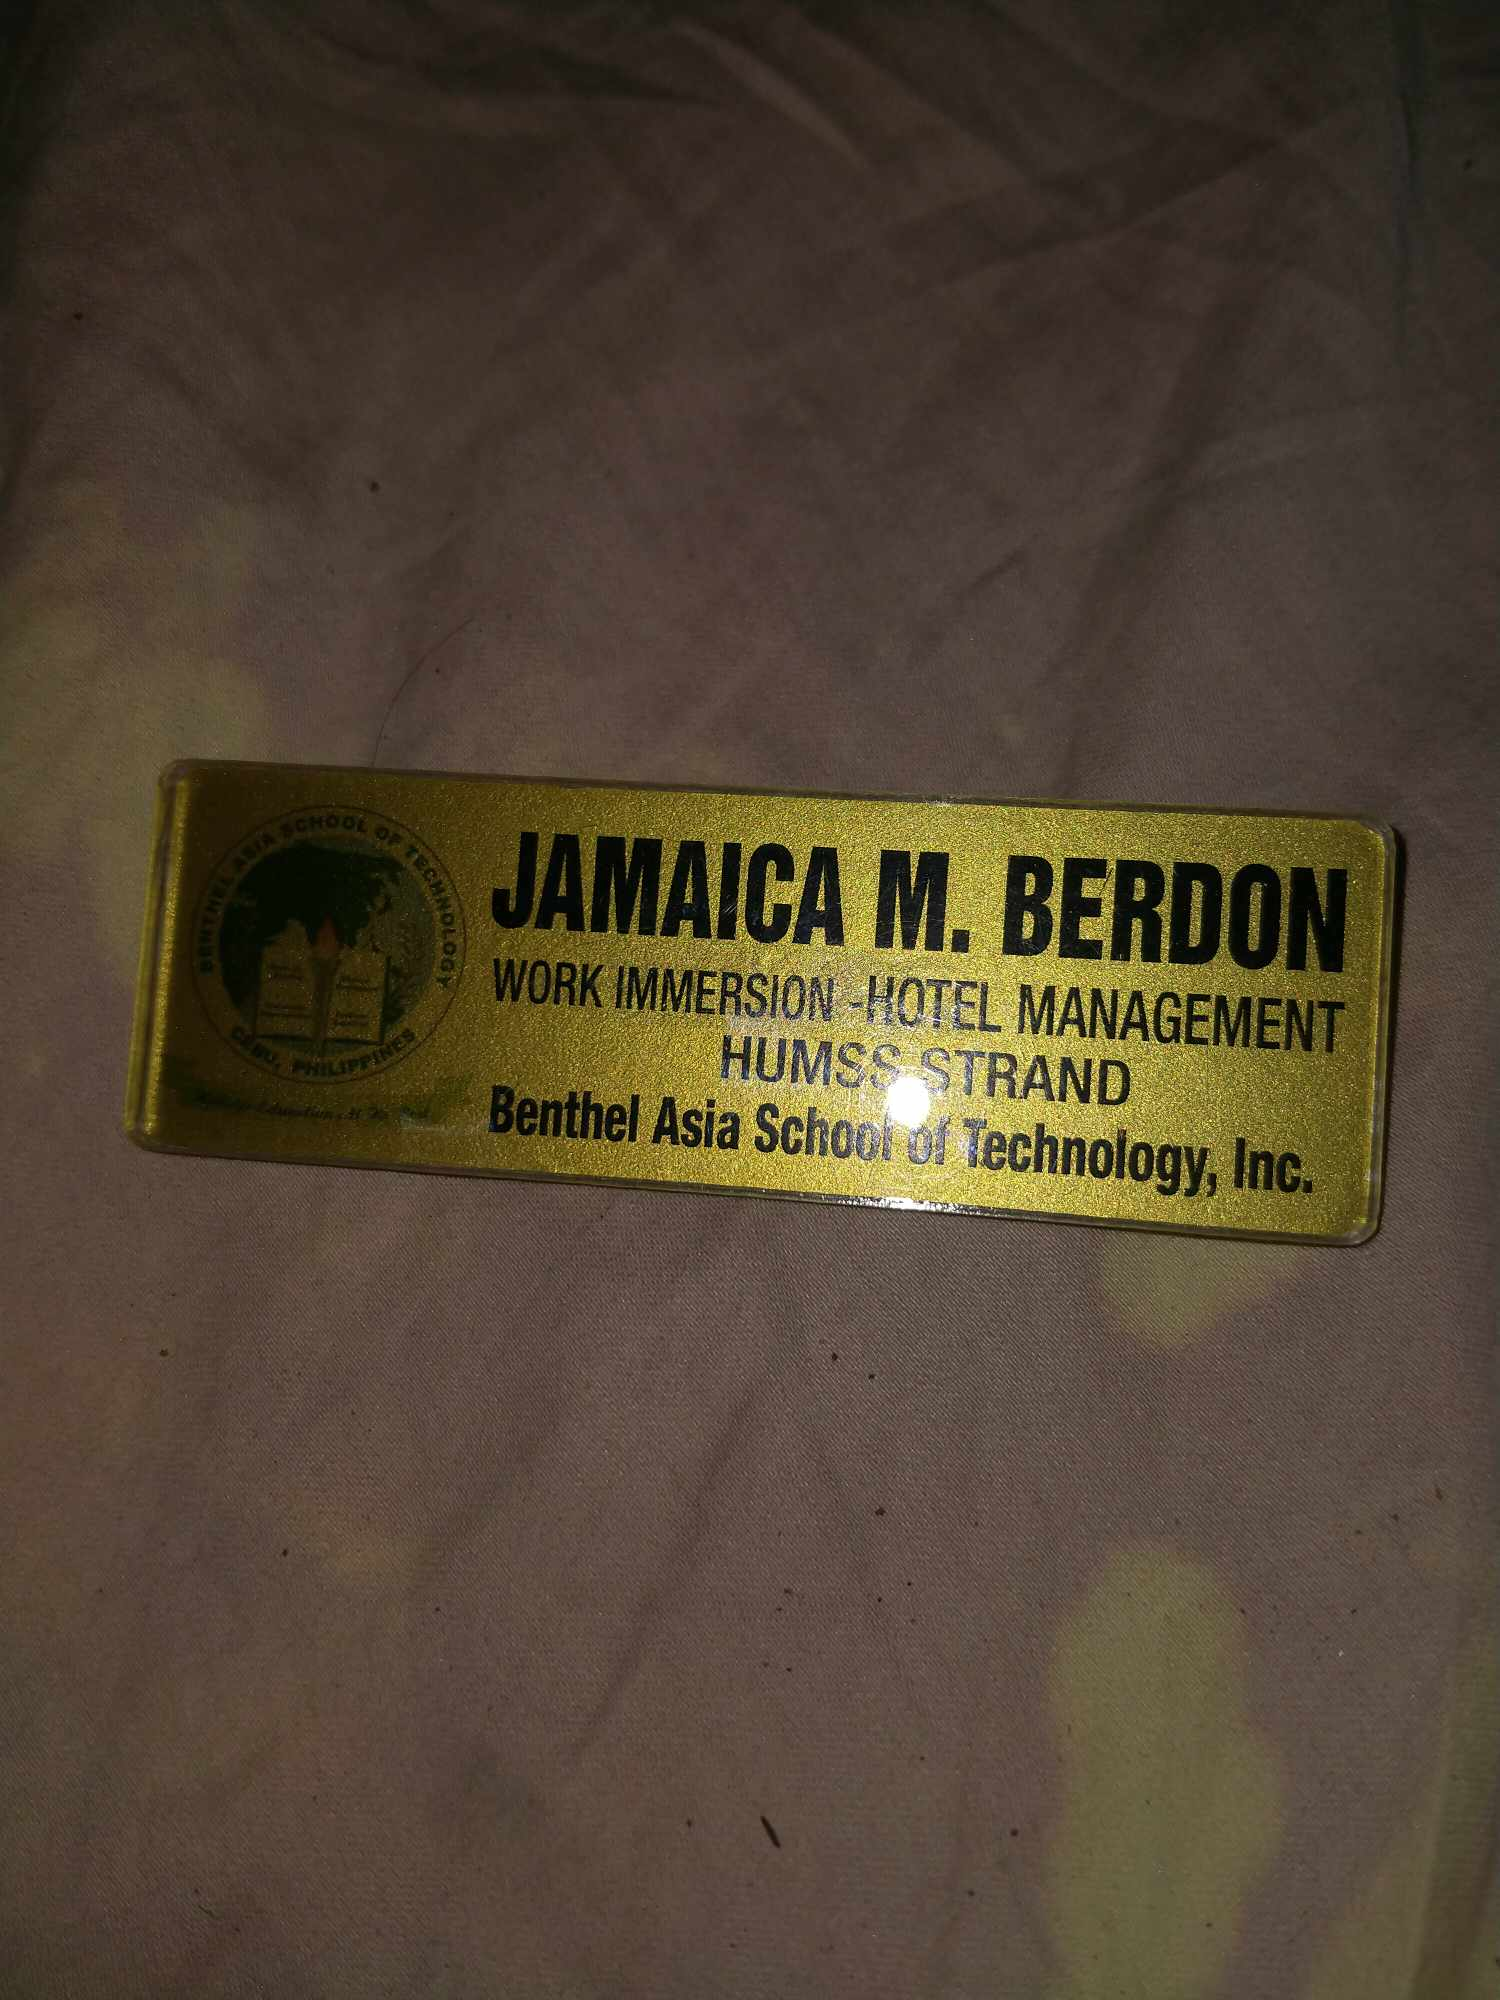 BENTHEL ASIA SCHOOL OF TECHNOLOGY
CEBU, PHILIPPINES
JAMAICA M. BERDON
WORK IMMERSION -HOTEL MANAGEMENT
HUMSS STRAND
Benthel Asia School of Technology, Inc.